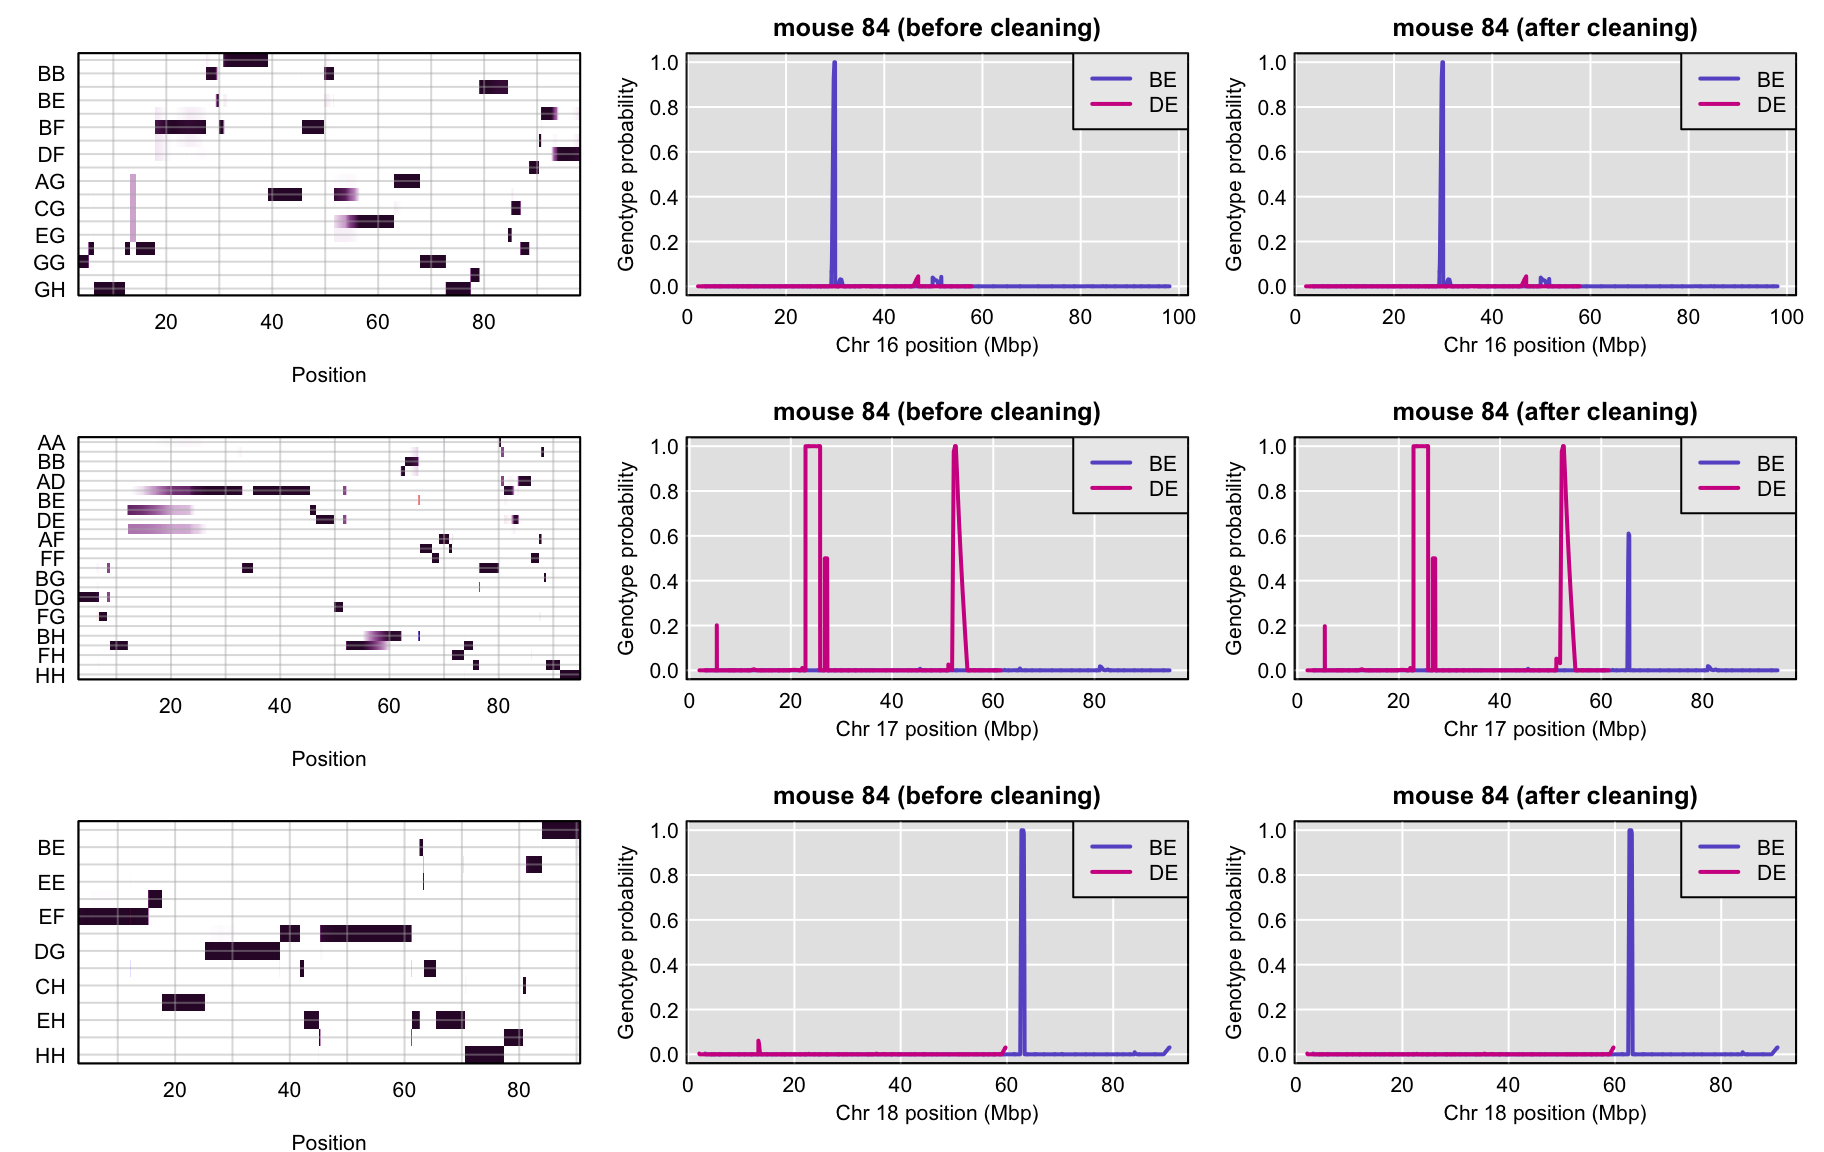 BB
BE
BF
DF
AG
CG
EG
GG
GH
20 40 60 80
Position
mouse 84 (before cleaning)
Genotype probability
1.0
0.8
0.6
0.4
0.2
0.0
BE
DE
0 20 40 60 80 100
Chr 16 position (Mbp)
mouse 84 (after cleaning)
Genotype probability
1.0
0.8
0.6
0.4
0.2
0.0
BE
DE
0 20 40 60 80 100
Chr 16 position (Mbp)
AA
BB
AD
BE
DE
AF
FF
BG
DG
FG
BH
FH
HH
20 40 60 80
Position
mouse 84 (before cleaning)
Genotype probability
1.0
0.8
0.6
0.4
0.2
0.0
BE
DE
0 20 40 60 80
Chr 17 position (Mbp)
mouse 84 (after cleaning)
Genotype probability
1.0
0.8
0.6
0.4
0.2
0.0
BE
DE
0 20 40 60 80
Chr 17 position (Mbp)
BE
EE
EF
DG
CH
EH
HH
20 40 60 80
Position
mouse 84 (before cleaning)
Genotype probability
1.0
0.8
0.6
0.4
0.2
0.0
BE
DE
0 20 40 60 80
Chr 18 position (Mbp)
mouse 84 (after cleaning)
Genotype probability
1.0
0.8
0.6
0.4
0.2
0.0
BE
DE
0 20 40 60 80
Chr 18 position (Mbp)